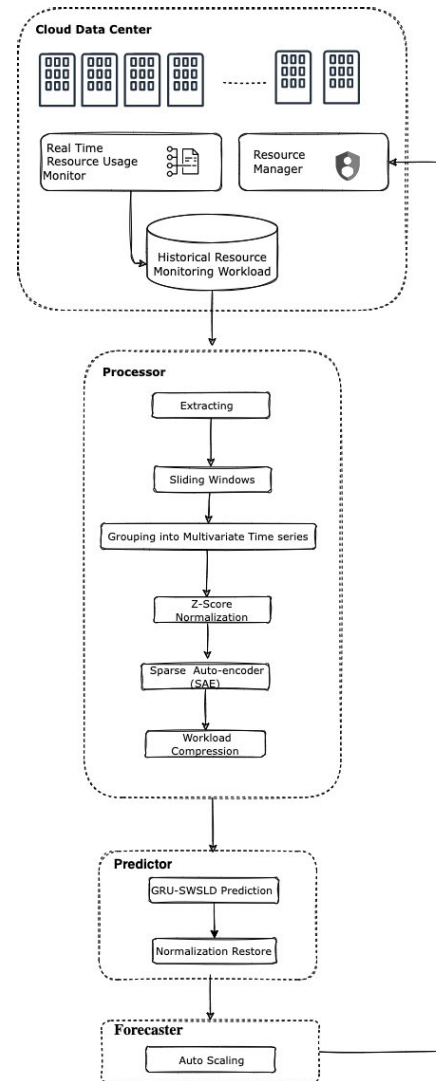 Cloud Data Center
Real Time
Resource Usage
Monitor
Resource
Manager
Historical Resource
Monitoring Workload
Processor
Extracting
Sliding Windows
Grouping into Multivariate Time series
Z-Score
Normalization
Sparse Auto-encoder
(SAE)
Workload
Compression
Predictor
GRU-SWSLD Prediction
Normalization Restore
Forecaster
Auto Scaling